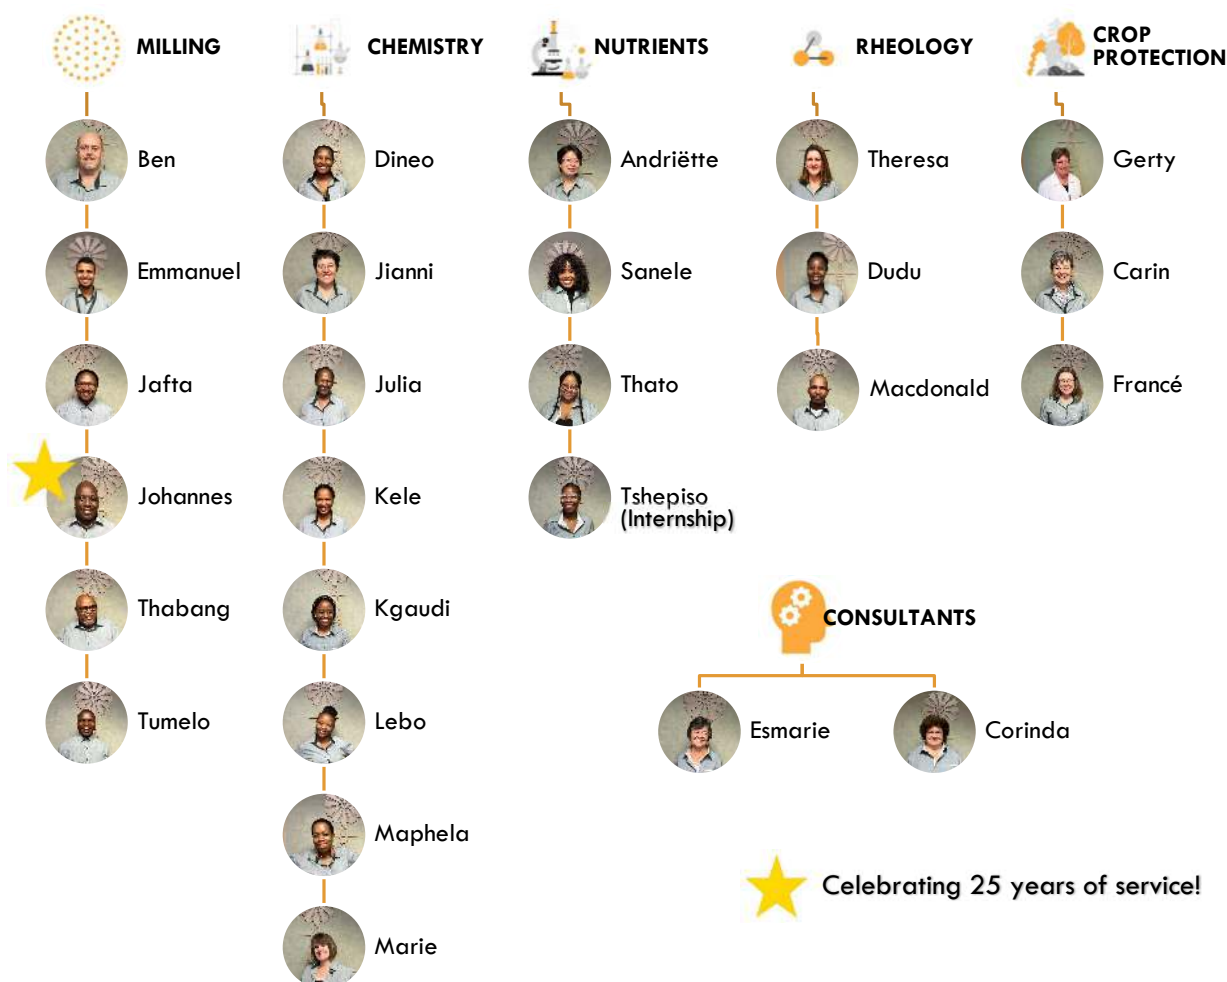 MILLING
Ben
Emmanuel
Jafta
Johannes
Thabang
Tumelo
CHEMISTRY
Dineo
Jianni
Julia
Kele
Kgaudi
Lebo
Maphela
Marie
NUTRIENTS
Andriëtte
Sanele
Thato
Tshepiso
(Internship)
RHEOLOGY
Theresa
Dudu
Macdonald
CROP
PROTECTION
Gerty
Carin
Francé
CONSULTANTS
Esmarie
Corinda
Celebrating 25 years of service!